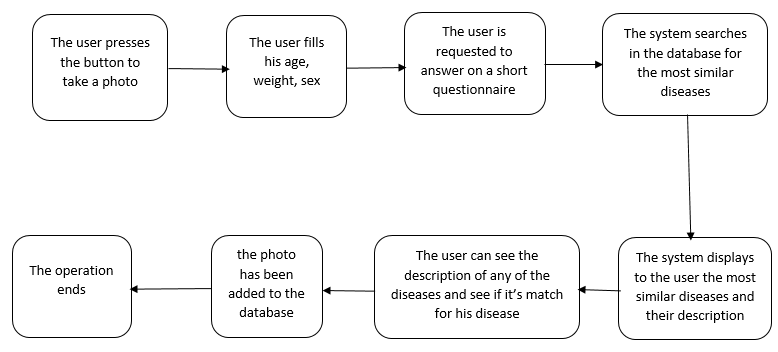 The user presses
the button to
take a photo
The user fills
his age,
weight, sex
The user is
requested to
answer on a short
questionnaire
The system searches
in the database for
the most similar
diseases
The system displays
to the user the most
similar diseases and
their description
The user can see the
description of any of the
diseases and see if it’s match
for his disease
the photo
has been
added to the
database
The operation
ends